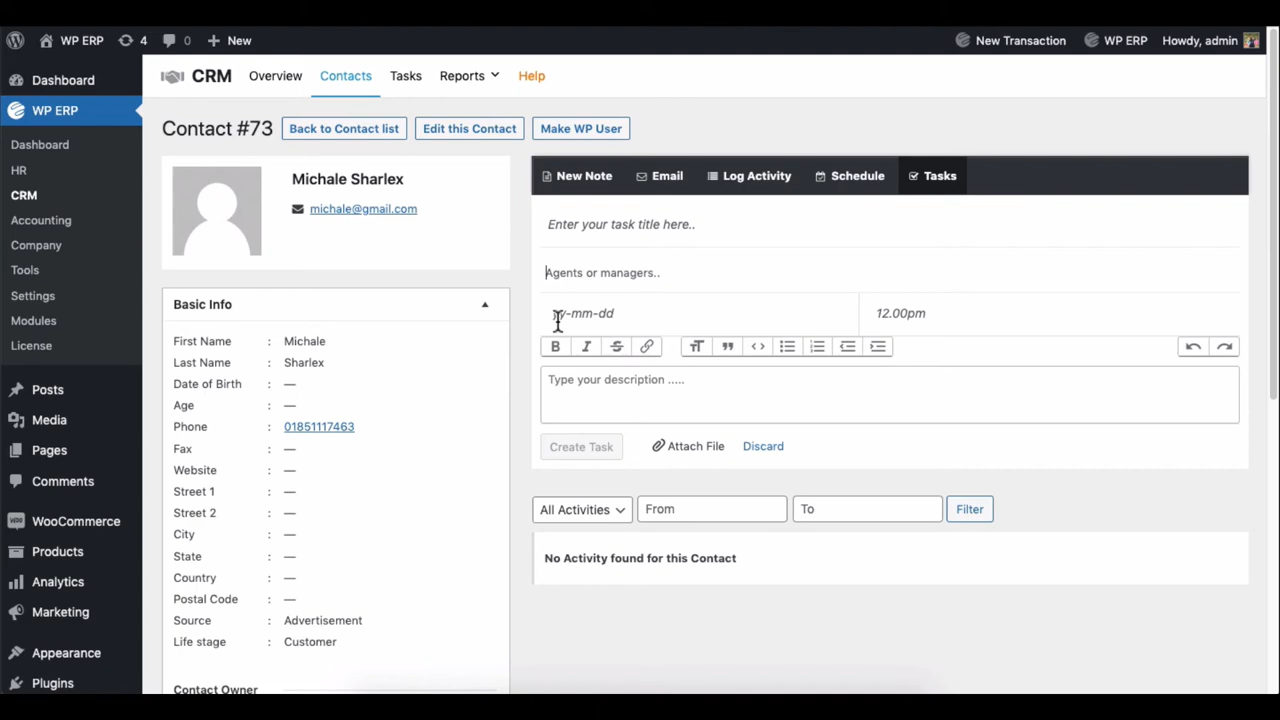 WP ERP 4 0 New New Transaction WP ERP Howdy, admin
Dashboard
WP ERP
Dashboard
HR
CRM
Accounting
Company
Tools
Settings
Modules
License
Posts
Media
Pages
Comments
WooCommerce
Products
Analytics
Marketing
Appearance
Plugins
CRM Overview Contacts Tasks Reports Help
Contact #73 Back to Contact list Edit this Contact Make WP User
Michale Sharlex
michale@gmail.com
Basic Info
First Name : Michale
Last Name : Sharlex
Date of Birth : —
Age : —
Phone : 01851117463
Fax : —
Website : —
Street 1 : —
Street 2 : —
City : —
State : —
Country : —
Postal Code : —
Source : Advertisement
Life stage : Customer
Contact Owner
New Note Email Log Activity Schedule Tasks
Enter your task title here..
Agents or managers..
yy-mm-dd 12.00pm
B I S
Type your description .....
Create Task Attach File Discard
All Activities From To Filter
No Activity found for this Contact